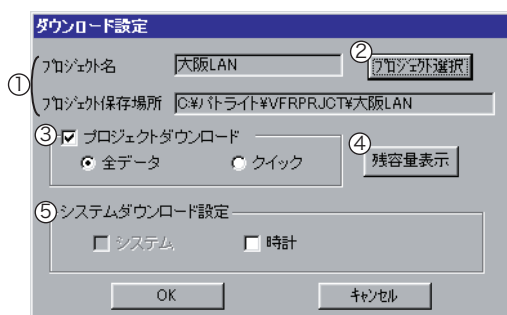 ダウンロード設定
①
ﾌﾟﾛｼﾞｪｸﾄ名 大阪LAN ② ﾌﾟﾛｼﾞｪｸﾄ選択
ﾌﾟﾛｼﾞｪｸﾄ保存場所 C:¥パトライト¥VFRPRJCT¥大阪LAN
③ プロジェクトダウンロード
全データ クイック
④ 残容量表示
⑤ システムダウンロード設定
システム 時計
OK ｷｬﾝｾﾙ